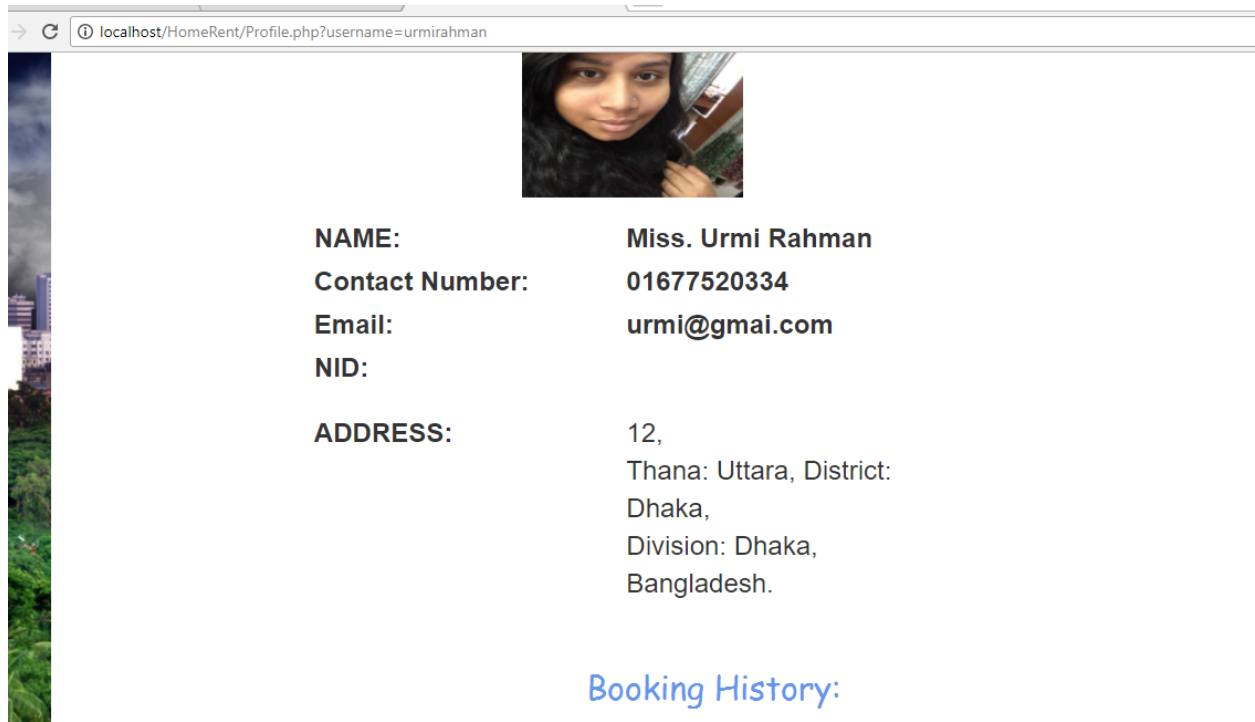 localhost/HomeRent/Profile.php?username=urmirahman
NAME: Miss. Urmi Rahman
Contact Number: 01677520334
Email: urmi@gmai.com
NID:
ADDRESS: 12,
Thana: Uttara, District:
Dhaka,
Division: Dhaka,
Bangladesh.
Booking History: